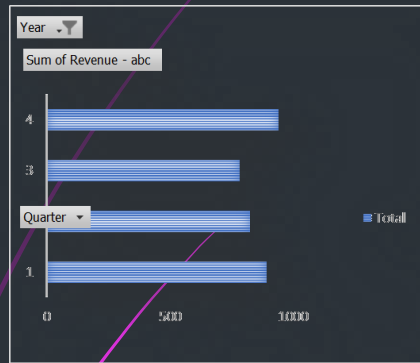 Year
Sum of Revenue - abc
4
3
Quarter
1
0 500 1000
Total